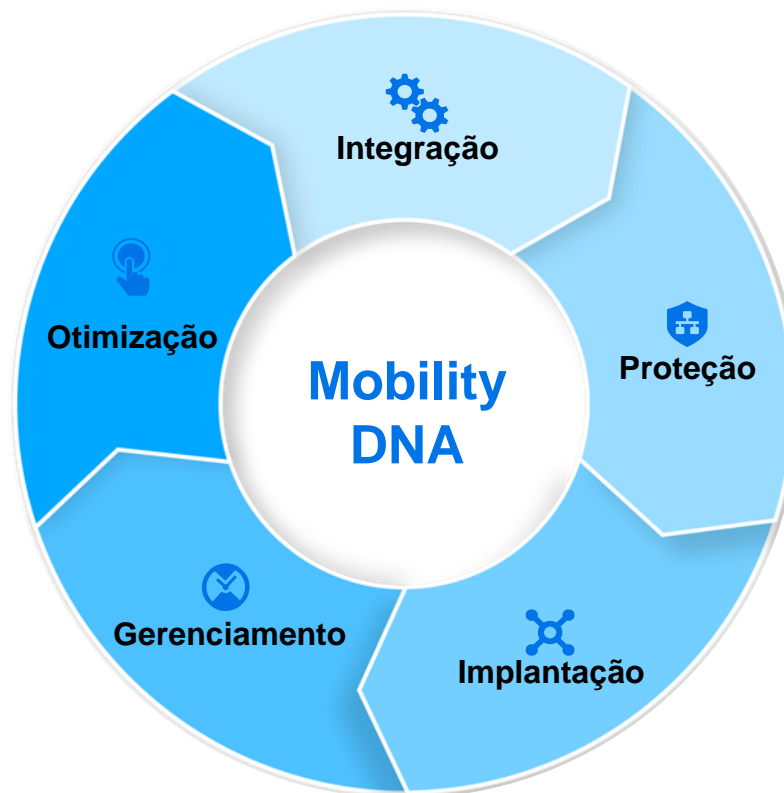 Integração
Proteção
Implantação
Gerenciamento
Otimização
Mobility
DNA